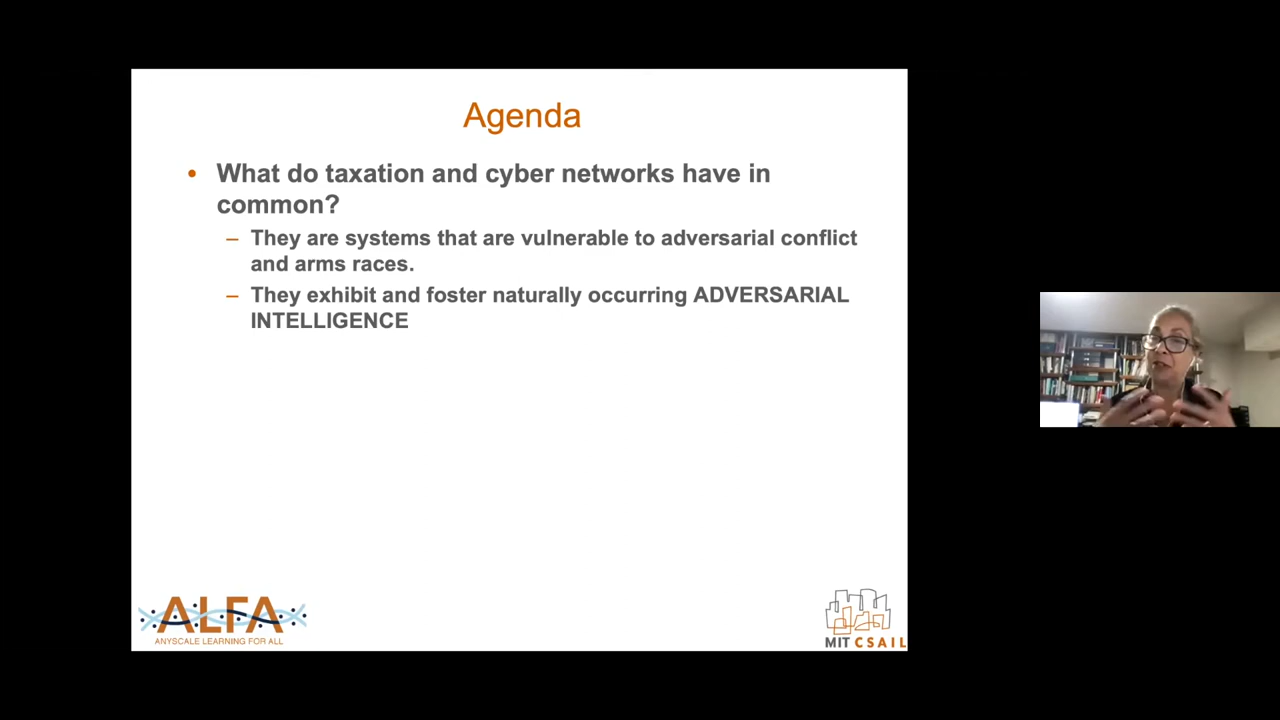 Agenda
• What do taxation and cyber networks have in
common?
– They are systems that are vulnerable to adversarial conflict
and arms races.
– They exhibit and foster naturally occurring ADVERSARIAL
INTELLIGENCE
ALFA
ANYSCALE LEARNING FOR ALL
MIT CSAIL